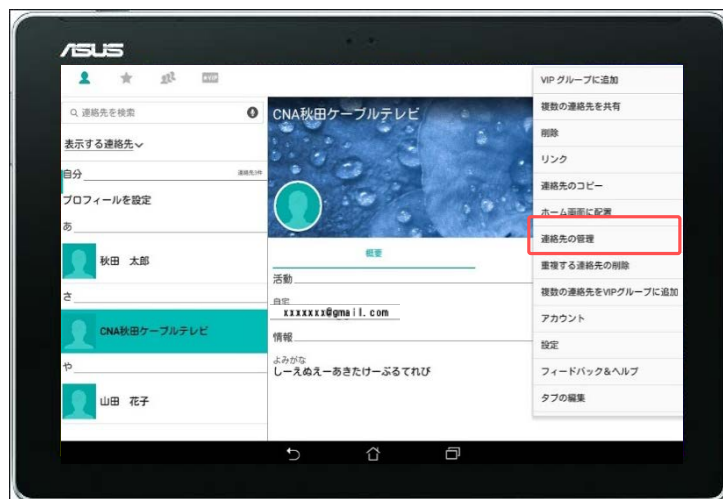 ASUS
VIP
連絡先を検索
表示する連絡先
自分
連絡先3件
プロフィールを設定
あ
秋田 太郎
さ
CNA秋田ケーブルテレビ
や
山田 花子
CNA秋田ケーブルテレビ
概要
活動
自宅
xxxxxxx@gmail.com
情報
よみがな
しーえぬえーあきたけーぶるてれび
VIP グループに追加
複数の連絡先を共有
削除
リンク
連絡先のコピー
ホーム画面に配置
連絡先の管理
重複する連絡先の削除
複数の連絡先をVIPグループに追加
アカウント
設定
フィードバック&ヘルプ
タブの編集